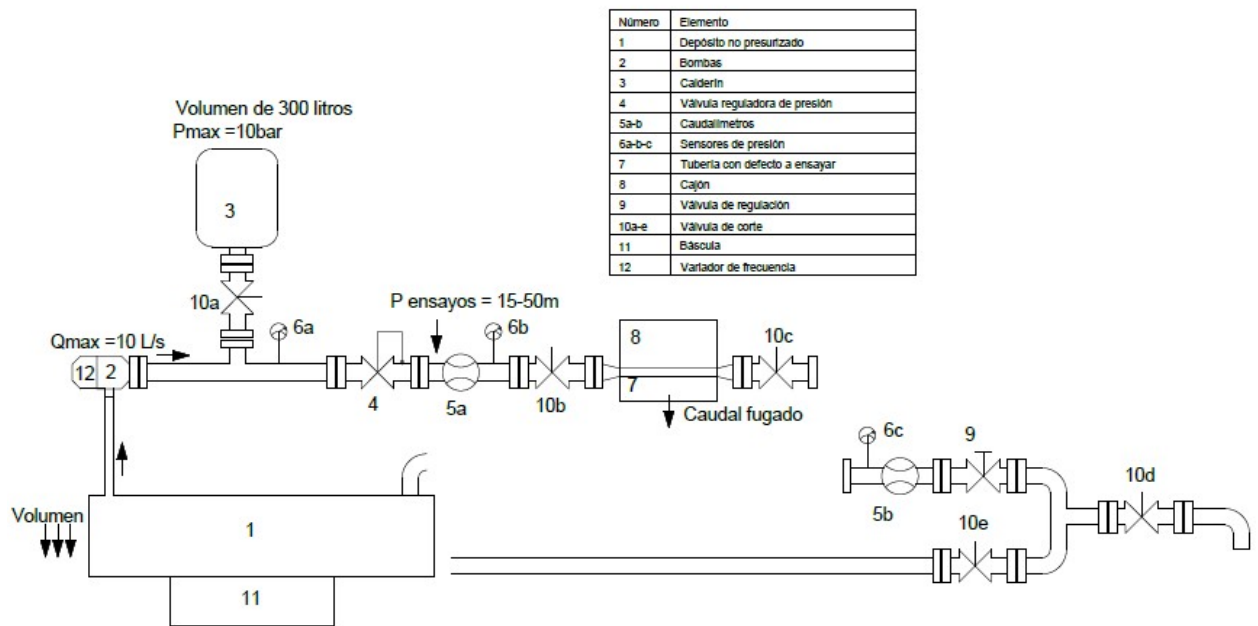 Número Elemento
1 Depósito no presurizado
2 Bombas
3 Calderín
4 Válvula reguladora de presión
5a-b Caudalímetros
6a-b-c Sensores de presión
7 Tubería con defecto a ensayar
8 Cajón
9 Válvula de regulación
10a-e Válvula de corte
11 Báscula
12 Variador de frecuencia
Volumen de 300 litros
Pmax =10bar
3
10a
P ensayos = 15-50m
Qmax =10 L/s
6a
6b
8
10c
12 2
7
4
5a
10b
Caudal fugado
6c
9
10d
5b
10e
Volumen
1
11